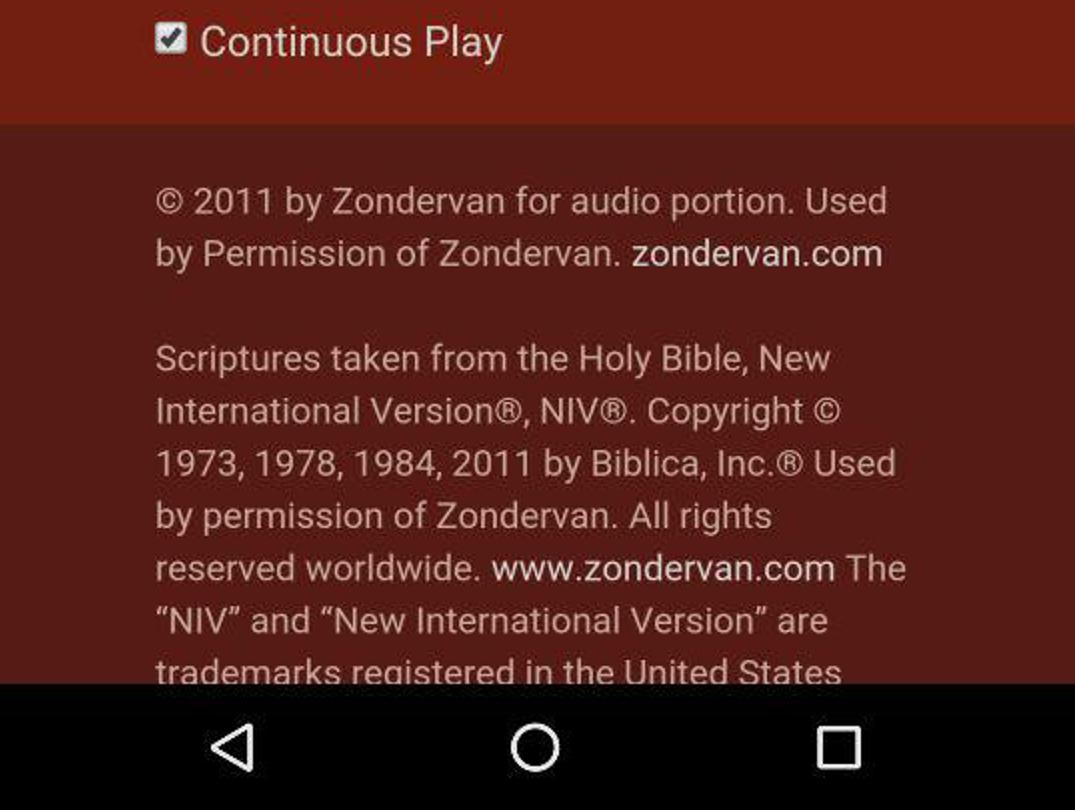 Continuous Play
© 2011 by Zondervan for audio portion. Used
by Permission of Zondervan. zondervan.com
Scriptures taken from the Holy Bible, New
International Version®, NIV®. Copyright ©
1973, 1978, 1984, 2011 by Biblica, Inc.® Used
by permission of Zondervan. All rights
reserved worldwide. www.zondervan.com The
“NIV” and “New International Version” are
trademarks registered in the United States